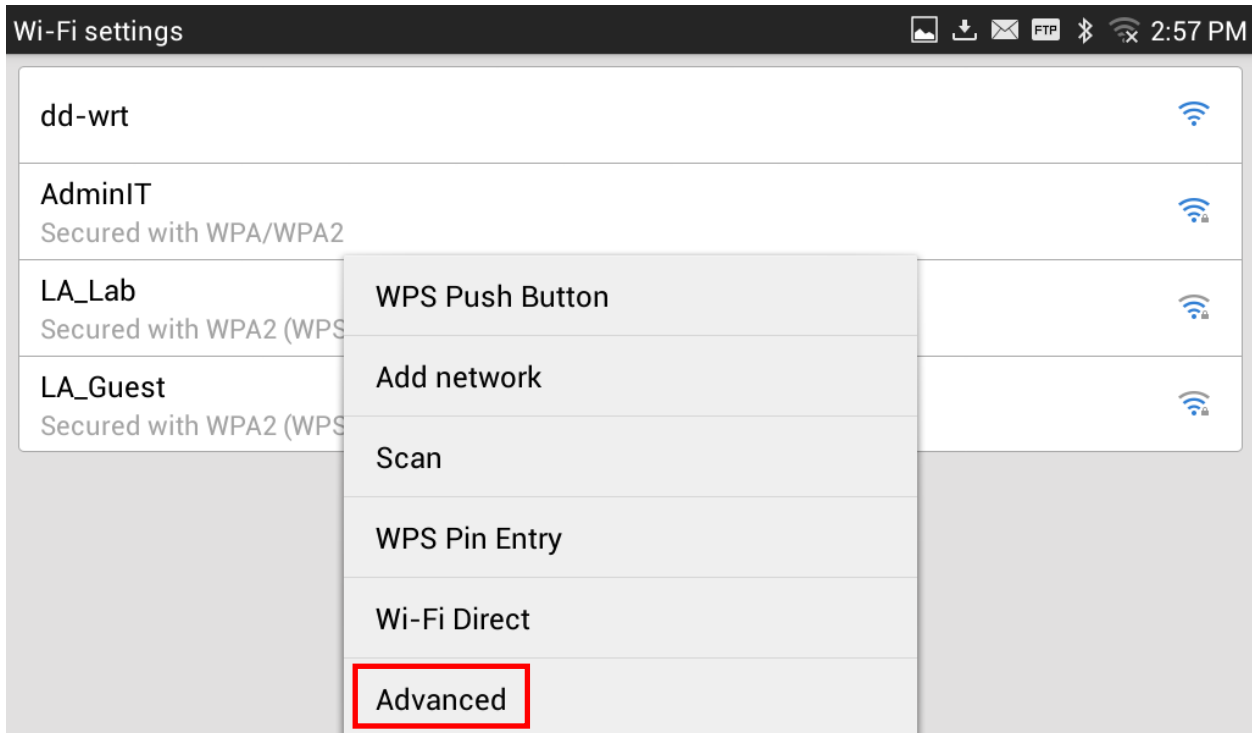 Wi-Fi settings
FTP
2:57 PM
dd-wrt
AdminIT
Secured with WPA/WPA2
LA_Lab
Secured with WPA2 (WPS
LA_Guest
Secured with WPA2 (WPS
WPS Push Button
Add network
Scan
WPS Pin Entry
Wi-Fi Direct
Advanced